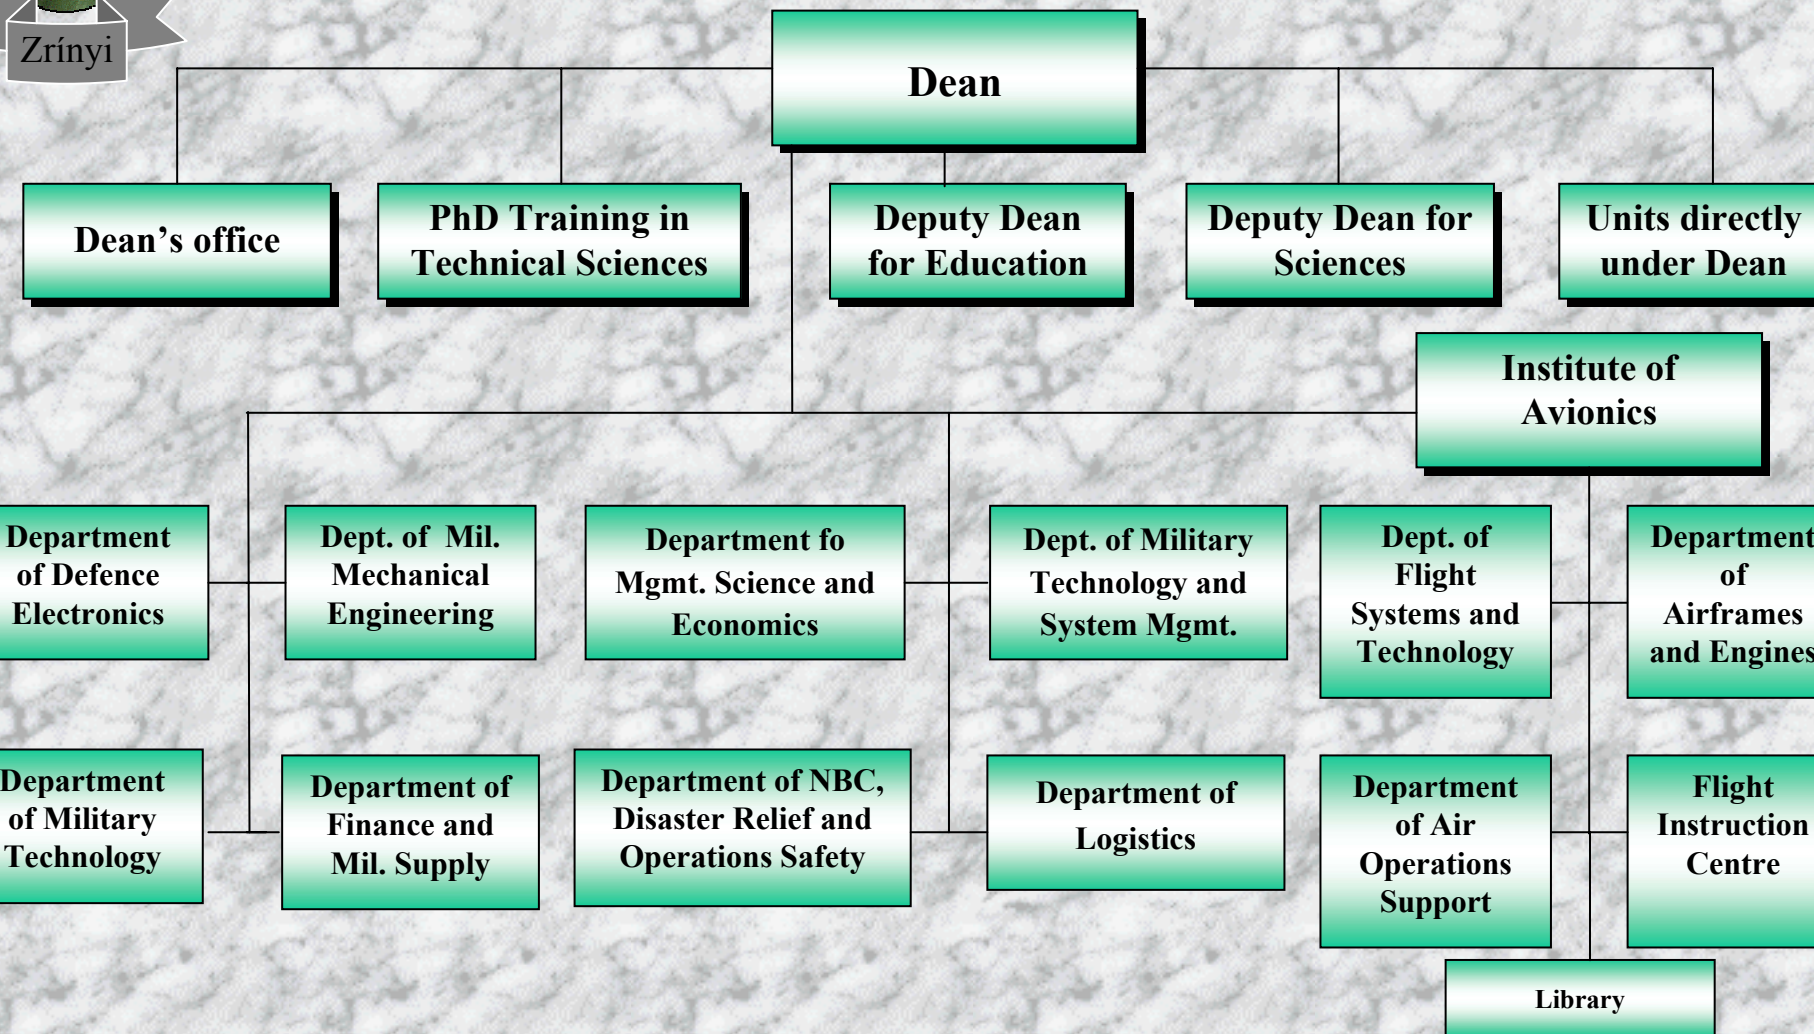 Zrínyi
Dean
Dean’s office
PhD Training in
Technical Sciences
Deputy Dean
for Education
Deputy Dean for
Sciences
Units directly
under Dean
Institute of
Avionics
Department
of Defence
Electronics
Dept. of Mil.
Mechanical
Engineering
Department fo
Mgmt. Science and
Economics
Dept. of Military
Technology and
System Mgmt.
Dept. of
Flight
Systems and
Technology
Department
of
Airframes
and Engines
Department
of Military
Technology
Department of
Finance and
Mil. Supply
Department of NBC,
Disaster Relief and
Operations Safety
Department of
Logistics
Department
of Air
Operations
Support
Flight
Instruction
Centre
Library